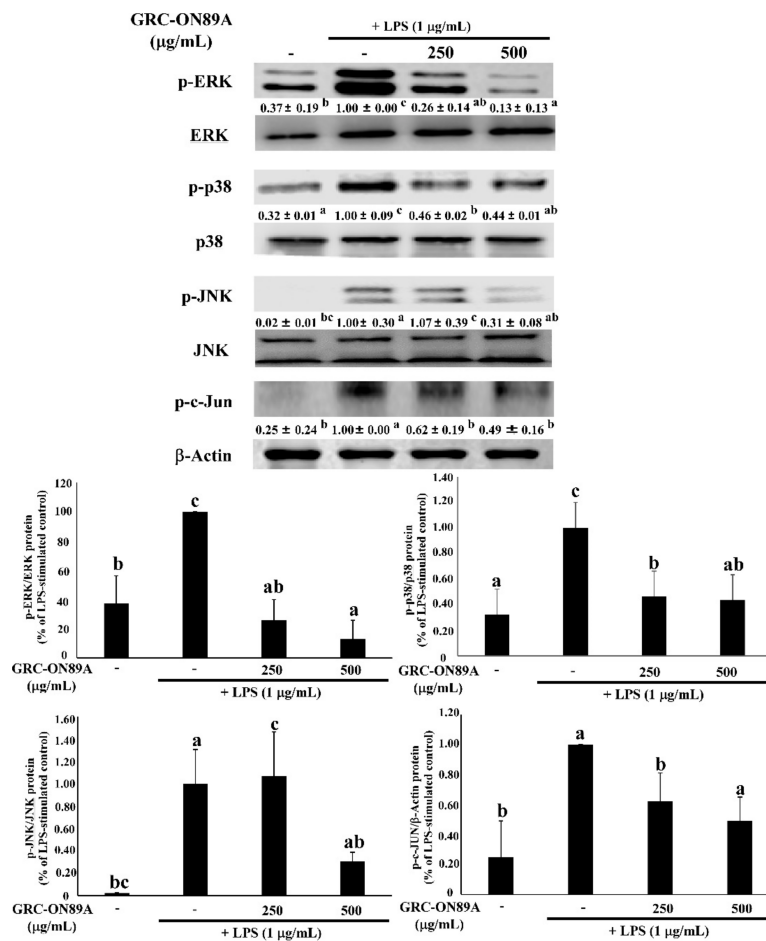 GRC-ON89A
(μg/mL)
+ LPS (1 μg/mL)
- - 250 500
p-ERK
0.37± 0.19 b 1.00 ± 0.00 c 0.26 ± 0.14 ab 0.13 ± 0.13 a
ERK
p-p38
0.32 ± 0.01 a 1.00 ± 0.09 c 0.46 ± 0.02 b 0.44 ± 0.01 ab
p38
p-JNK
0.02 ± 0.01 bc 1.00± 0.30 a 1.07 ± 0.39 c 0.31 ± 0.08 ab
JNK
p-c-Jun
0.25 ± 0.24 b 1.00± 0.00 a 0.62 ± 0.19 b 0.49 ± 0.16 b
β-Actin
p-ERK/ERK protein
(% of LPS-stimulated control)
120
100
80
60
40
20
0
b c ab a
GRC-ON89A
(μg/mL)
- - 250 500
+ LPS (1 μg/mL)
p-p38/p38 protein
(% of LPS-stimulated control)
1.40
1.20
1.00
0.80
0.60
0.40
0.20
0.00
a c b ab
GRC-ON89A
(μg/mL)
- - 250 500
+ LPS (1 μg/mL)
p-JNK/JNK protein
(% of LPS-stimulated control)
1.60
1.40
1.20
1.00
0.80
0.60
0.40
0.20
0
bc a c ab
GRC-ON89A
(μg/mL)
- - 250 500
+ LPS (1 μg/mL)
p-c-JUN/β-Actin protein
(% of LPS-stimulated control)
1.20
1.00
0.80
0.60
0.40
0.20
0.00
b a b a
GRC-ON89A
(μg/mL)
- - 250 500
+ LPS (1 μg/mL)